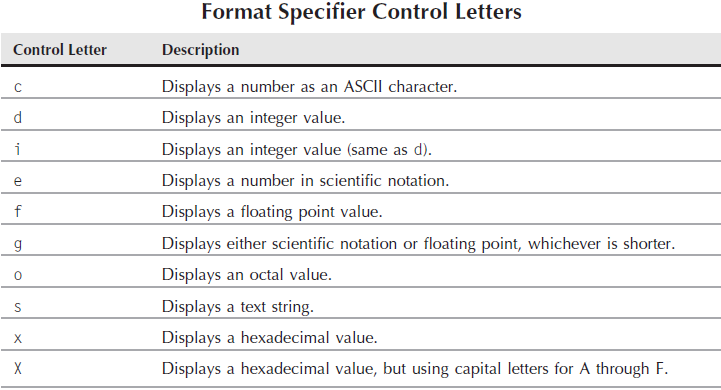 Format Specifier Control Letters
Control Letter Description
c Displays a number as an ASCII character.
d Displays an integer value.
i Displays an integer value (same as d).
e Displays a number in scientific notation.
f Displays a floating point value.
g Displays either scientific notation or floating point, whichever is shorter.
o Displays an octal value.
s Displays a text string.
x Displays a hexadecimal value.
X Displays a hexadecimal value, but using capital letters for A through F.